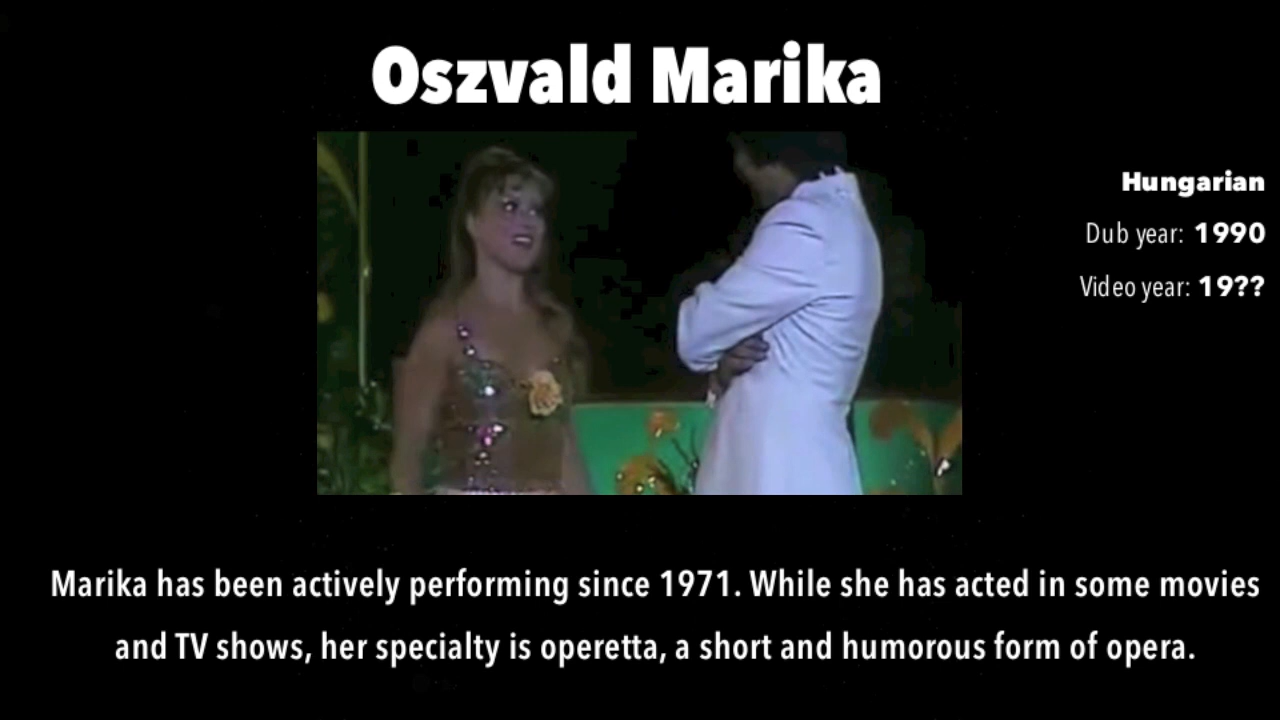 Oszvald Marika
Hungarian
Dub year: 1990
Video year: 19??
Marika has been actively performing since 1971. While she has acted in some movies
and TV shows, her specialty is operetta, a short and humorous form of opera.